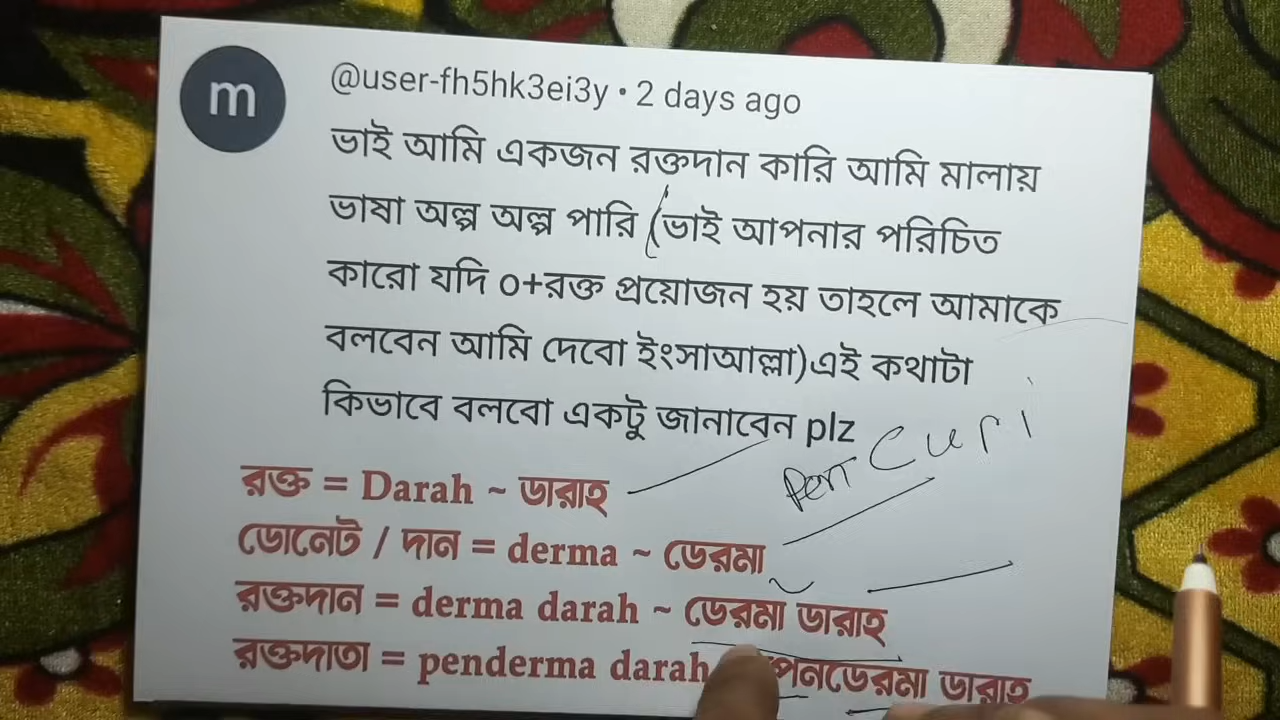 m
@user-fh5hk3ei3y • 2 days ago
ভাই আমি একজন রক্তদান কারি আমি মালায়
ভাষা অল্প অল্প পারি (ভাই আপনার পরিচিত
কারো যদি o+রক্ত প্রয়োজন হয় তাহলে আমাকে
বলবেন আমি দেবো ইংসাআল্লা)এই কথাটা
কিভাবে বলবো একটু জানাবেন plz
Pen Curi
রক্ত = Darah ~ ডারাহ
ডোনেট / দান = derma ~ ডেরমা
রক্তদান = derma darah ~ ডেরমা ডারাহ
রক্তদাতা = penderma darah পেনডেরমা ডারাহ